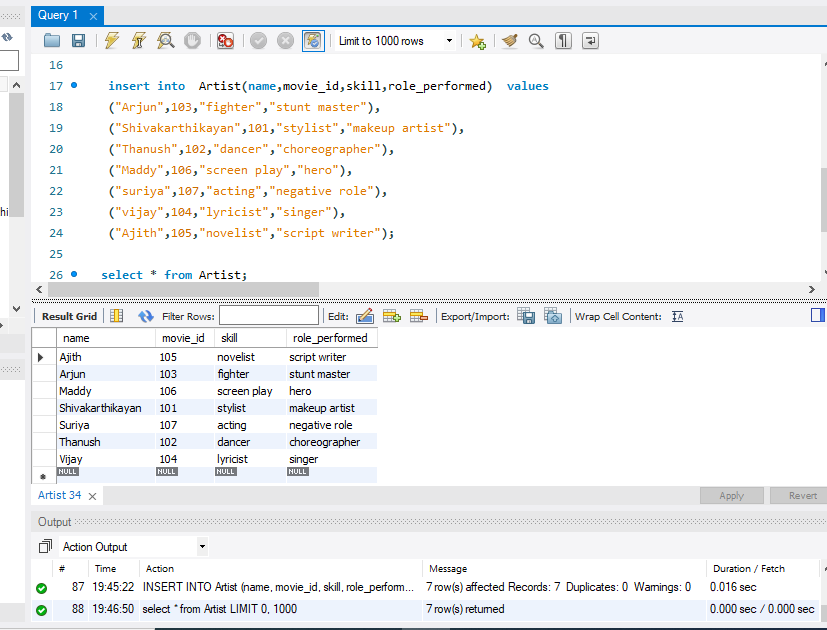 Query 1
Limit to 1000 rows
16
17 insert into Artist(name,movie_id,skill,role_performed) values
18 ("Arjun",103,"fighter","stunt master"),
19 ("Shivakarthikayan",101,"stylist","makeup artist"),
20 ("Thanush",102,"dancer","choreographer"),
21 ("Maddy",106,"screen play","hero"),
22 ("suriya",107,"acting","negative role"),
23 ("vijay",104,"lyricist","singer"),
24 ("Ajith",105,"novelist","script writer");
25
26 select * from Artist;
hi
Result Grid Filter Rows: Edit: Export/Import: Wrap Cell Content: IA
name movie_id skill role_performed
Ajith 105 novelist script writer
Arjun 103 fighter stunt master
Maddy 106 screen play hero
Shivakarthikayan 101 stylist makeup artist
Suriya 107 acting negative role
Thanush 102 dancer choreographer
Vijay 104 lyricist singer
NULL NULL NULL NULL
Artist 34 Apply Revert
Output
Action Output
# Time Action Message Duration / Fetch
87 19:45:22 INSERT INTO Artist (name, movie_id, skill, role_perform... 7 row(s) affected Records: 7 Duplicates: 0 Warnings: 0 0.016 sec
88 19:46:50 select * from Artist LIMIT 0, 1000 7 row(s) returned 0.000 sec / 0.000 sec